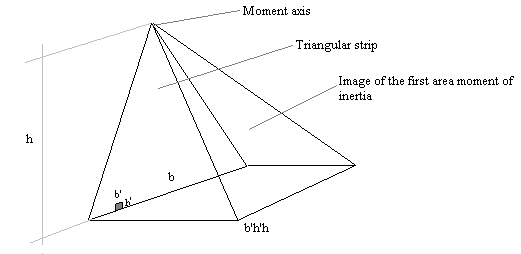 Moment axis
Triangular strip
Image of the first area moment of
inertia
h
b
b'
b'
b'h'h